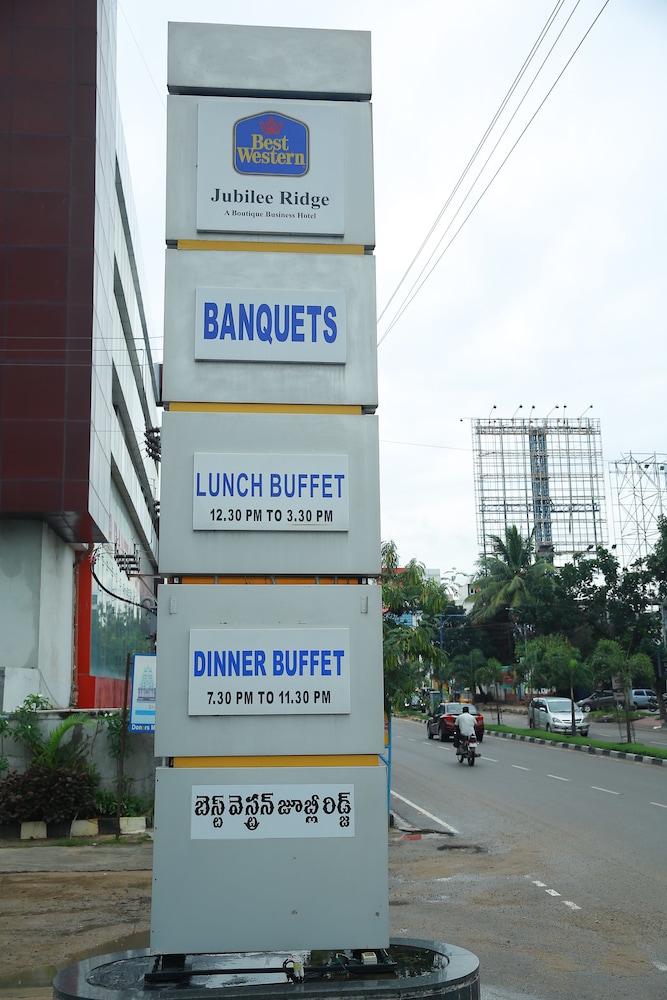 Best
Western
Jubilee Ridge
A Boutique Business Hotel
BANQUETS
LUNCH BUFFET
12.30 PM TO 3.30 PM
DINNER BUFFET
7.30 PM TO 11.30 PM
బెస్ట్ వెస్ట్రన్ జూబ్లీ రిడ్జ్